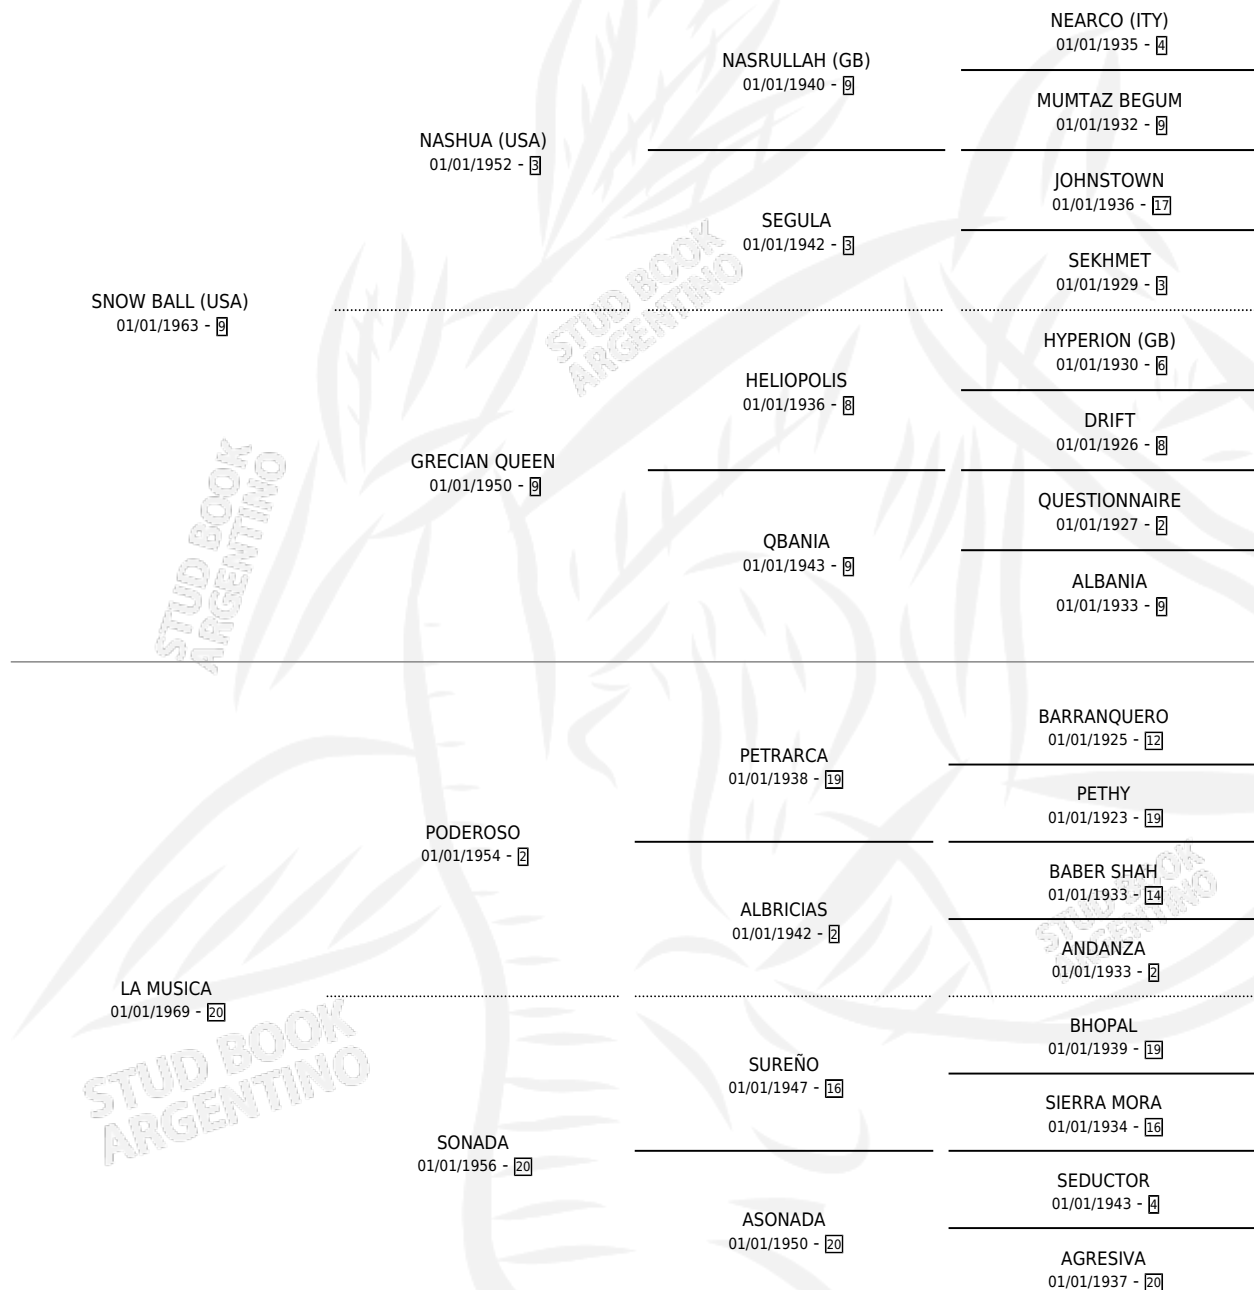 NEARCO (ITY)
01/01/1935 - 4
NASRULLAH (GB)
01/01/1940 - 9
MUMTAZ BEGUM
01/01/1932 - 9
NASHUA (USA)
01/01/1952 - 3
JOHNSTOWN
01/01/1936 - 17
SEGULA
01/01/1942 - 3
SEKHMET
01/01/1929 - 3
SNOW BALL (USA)
01/01/1963 - 9
HYPERION (GB)
01/01/1930 - 6
HELIOPOLIS
01/01/1936 - 8
DRIFT
01/01/1926 - 8
GRECIAN QUEEN
01/01/1950 - 9
QUESTIONNAIRE
01/01/1927 - 2
QBANIA
01/01/1943 - 9
ALBANIA
01/01/1933 - 9
BARRANQUERO
01/01/1925 - 12
PETRARCA
01/01/1938 - 19
PETHY
01/01/1923 - 19
PODEROSO
01/01/1954 - 2
BABER SHAH
01/01/1933 - 14
ALBRICIAS
01/01/1942 - 2
ANDANZA
01/01/1933 - 2
LA MUSICA
01/01/1969 - 20
BHOPAL
01/01/1939 - 19
SUREÑO
01/01/1947 - 16
SIERRA MORA
01/01/1934 - 16
SONADA
01/01/1956 - 20
SEDUCTOR
01/01/1943 - 4
ASONADA
01/01/1950 - 20
AGRESIVA
01/01/1937 - 20
STUD BOOK
ARGENTINO
STUD BOOK
ARGENTINO
STUD BOOK
ARGENTINO
STUD BOOK
ARGENTINO